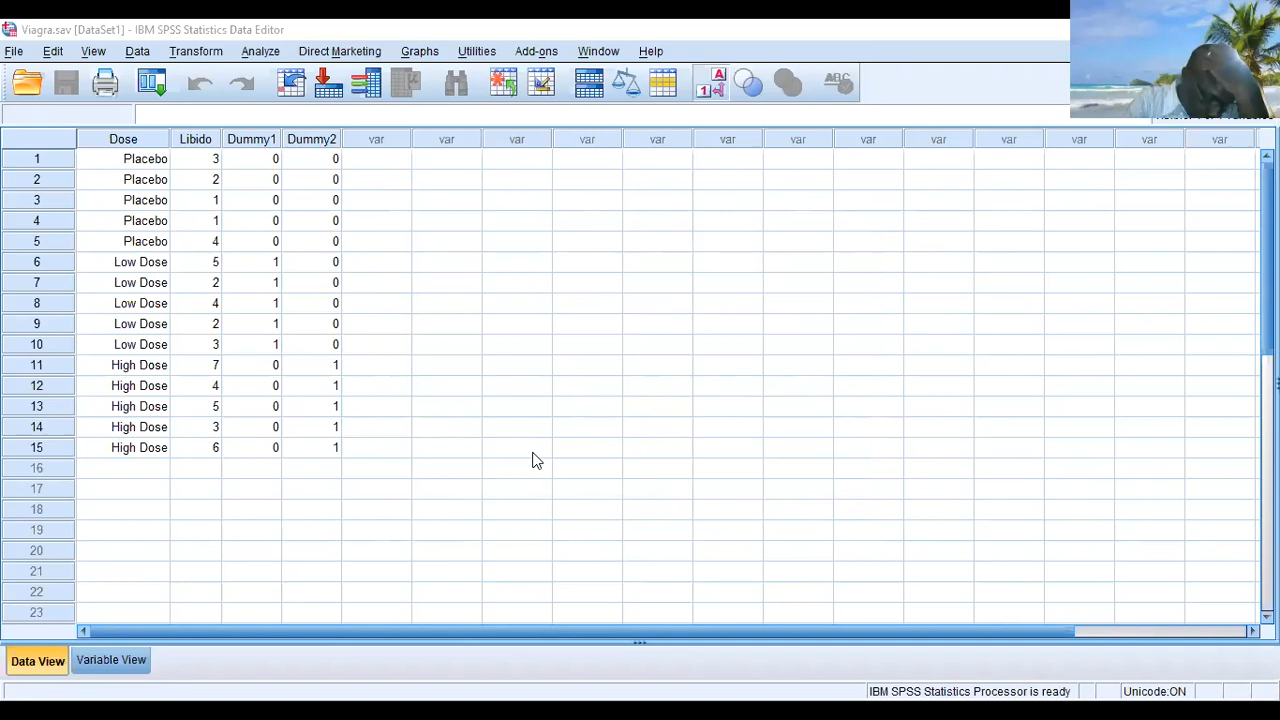 Viagra.sav [DataSet1] - IBM SPSS Statistics Data Editor
File Edit View Data Transform Analyze Direct Marketing Graphs Utilities Add-ons Window Help
A
1
ABC
Dose Libido Dummy1 Dummy2 var var var var var var var var var var var var var
1 Placebo 3 0 0
2 Placebo 2 0 0
3 Placebo 1 0 0
4 Placebo 1 0 0
5 Placebo 4 0 0
6 Low Dose 5 1 0
7 Low Dose 2 1 0
8 Low Dose 4 1 0
9 Low Dose 2 1 0
10 Low Dose 3 1 0
11 High Dose 7 0 1
12 High Dose 4 0 1
13 High Dose 5 0 1
14 High Dose 3 0 1
15 High Dose 6 0 1
16
17
18
19
20
21
22
23
Data View Variable View
IBM SPSS Statistics Processor is ready Unicode:ON